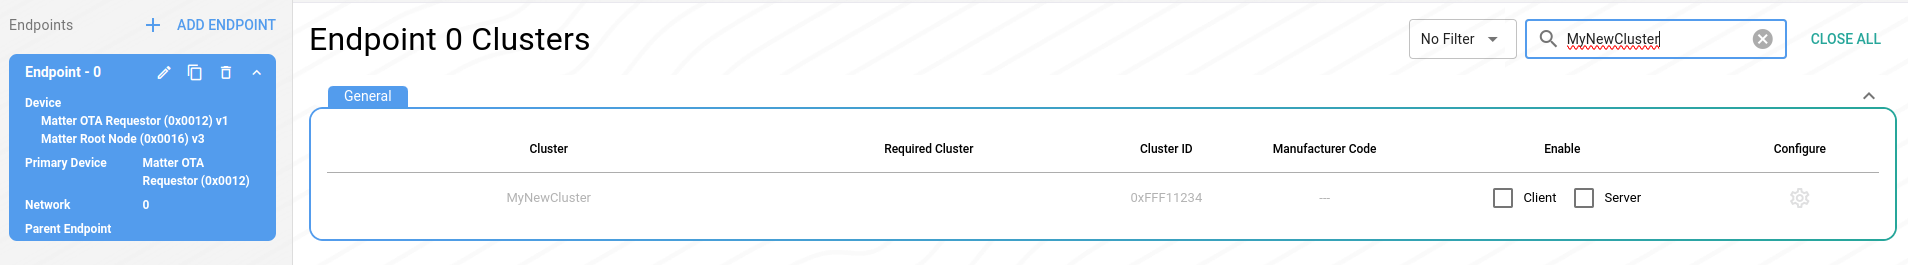 Endpoints
ADD ENDPOINT
Endpoint - 0
Device
Matter OTA Requestor (0x0012) v1
Matter Root Node (0x0016) v3
Primary Device Matter OTA
Requestor (0x0012)
Network 0
Parent Endpoint
Endpoint 0 Clusters
No Filter
MyNewCluster
CLOSE ALL
General
Cluster Required Cluster Cluster ID Manufacturer Code Enable Configure
MyNewCluster 0xFFF11234 --- Client Server